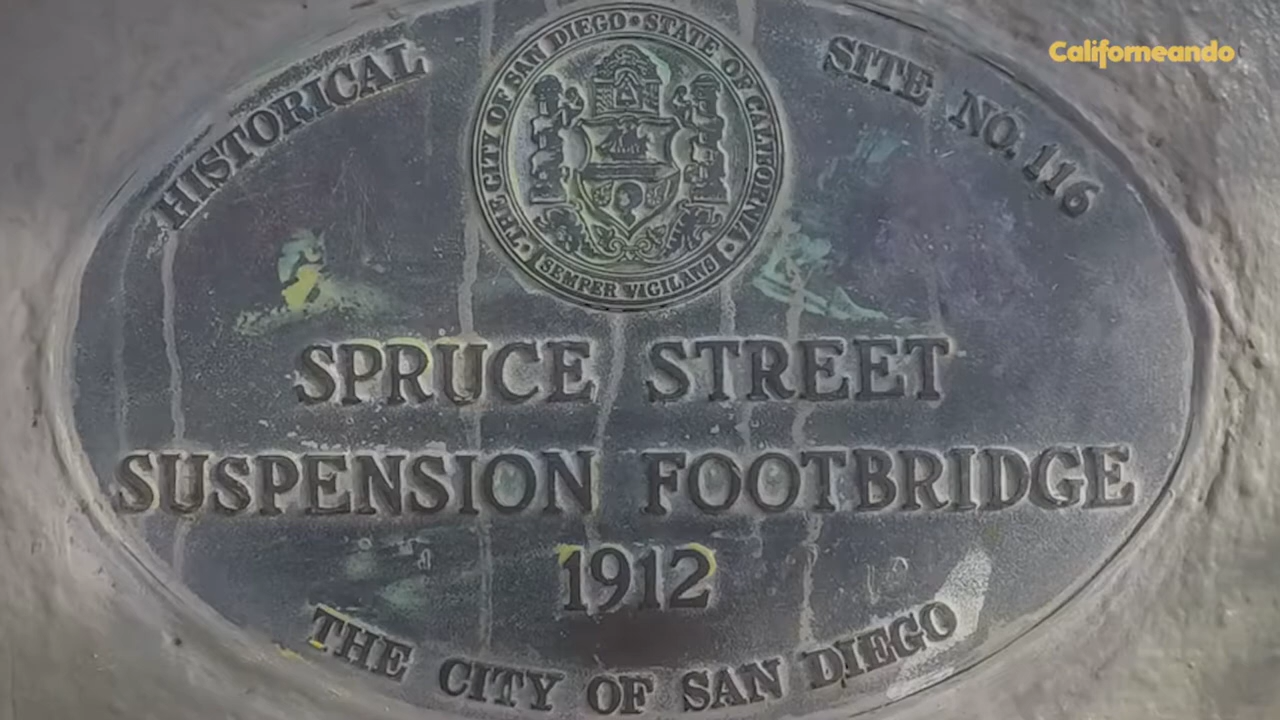 Californeando
HISTORICAL
SITE NO. 116
THE CITY OF SAN DIEGO • STATE OF CALIFORNIA
SEMPER VIGILANS
SPRUCE STREET
SUSPENSION FOOTBRIDGE
1912
THE CITY OF SAN DIEGO